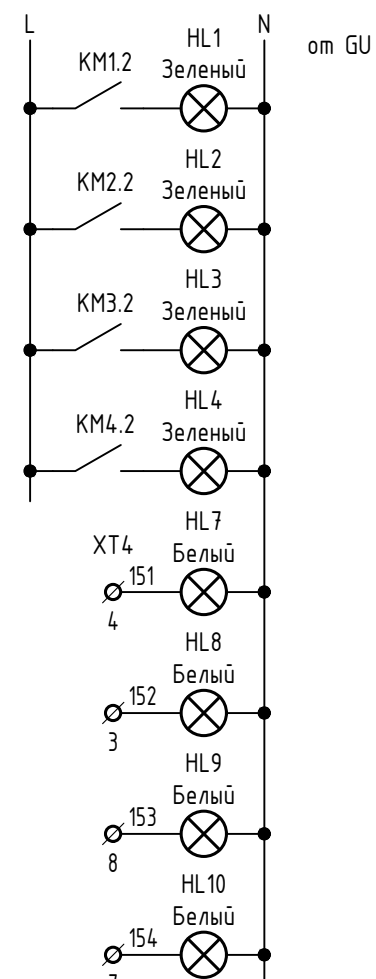 L
HL1
N
от GU
KM1.2
Зеленый
HL2
KM2.2
Зеленый
HL3
KM3.2
Зеленый
HL4
KM4.2
Зеленый
HL7
XT4
Белый
151
4
HL8
Белый
152
3
HL9
Белый
153
8
HL10
Белый
154